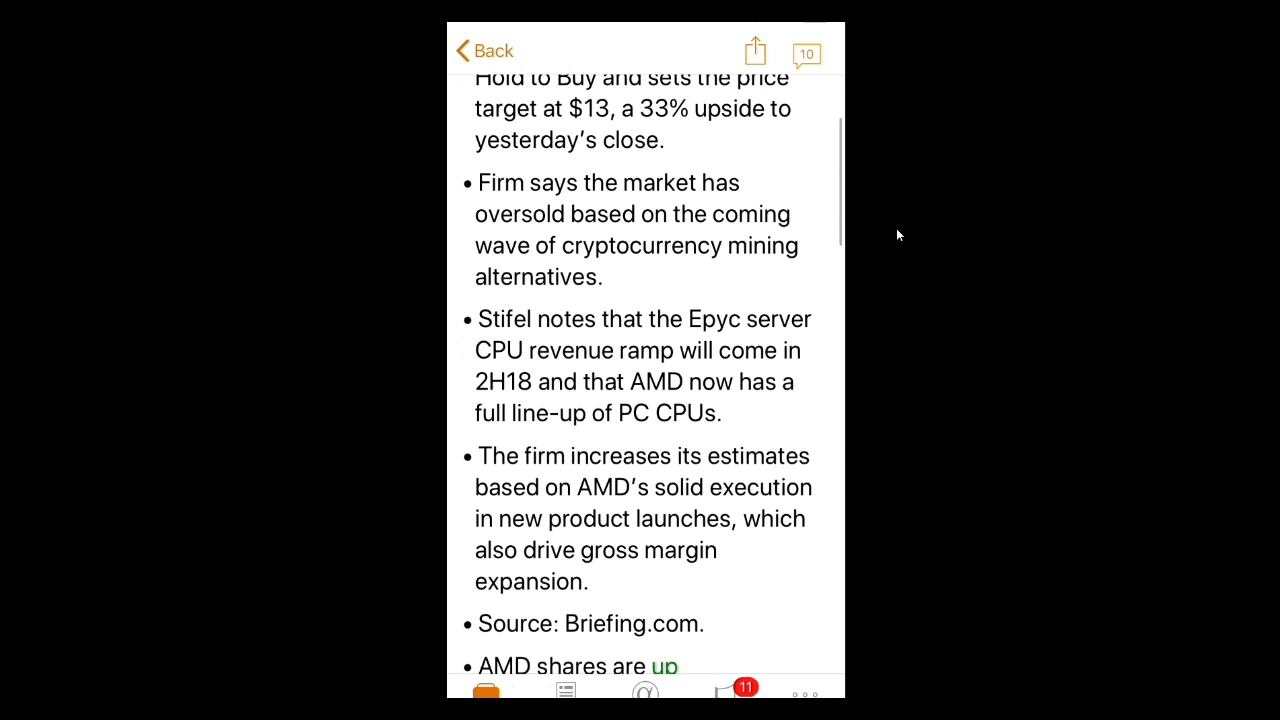 Back
10
Hold to Buy and sets the price
target at $13, a 33% upside to
yesterday's close.
• Firm says the market has
oversold based on the coming
wave of cryptocurrency mining
alternatives.
• Stifel notes that the Epyc server
CPU revenue ramp will come in
2H18 and that AMD now has a
full line-up of PC CPUs.
• The firm increases its estimates
based on AMD's solid execution
in new product launches, which
also drive gross margin
expansion.
• Source: Briefing.com.
• AMD shares are up
11